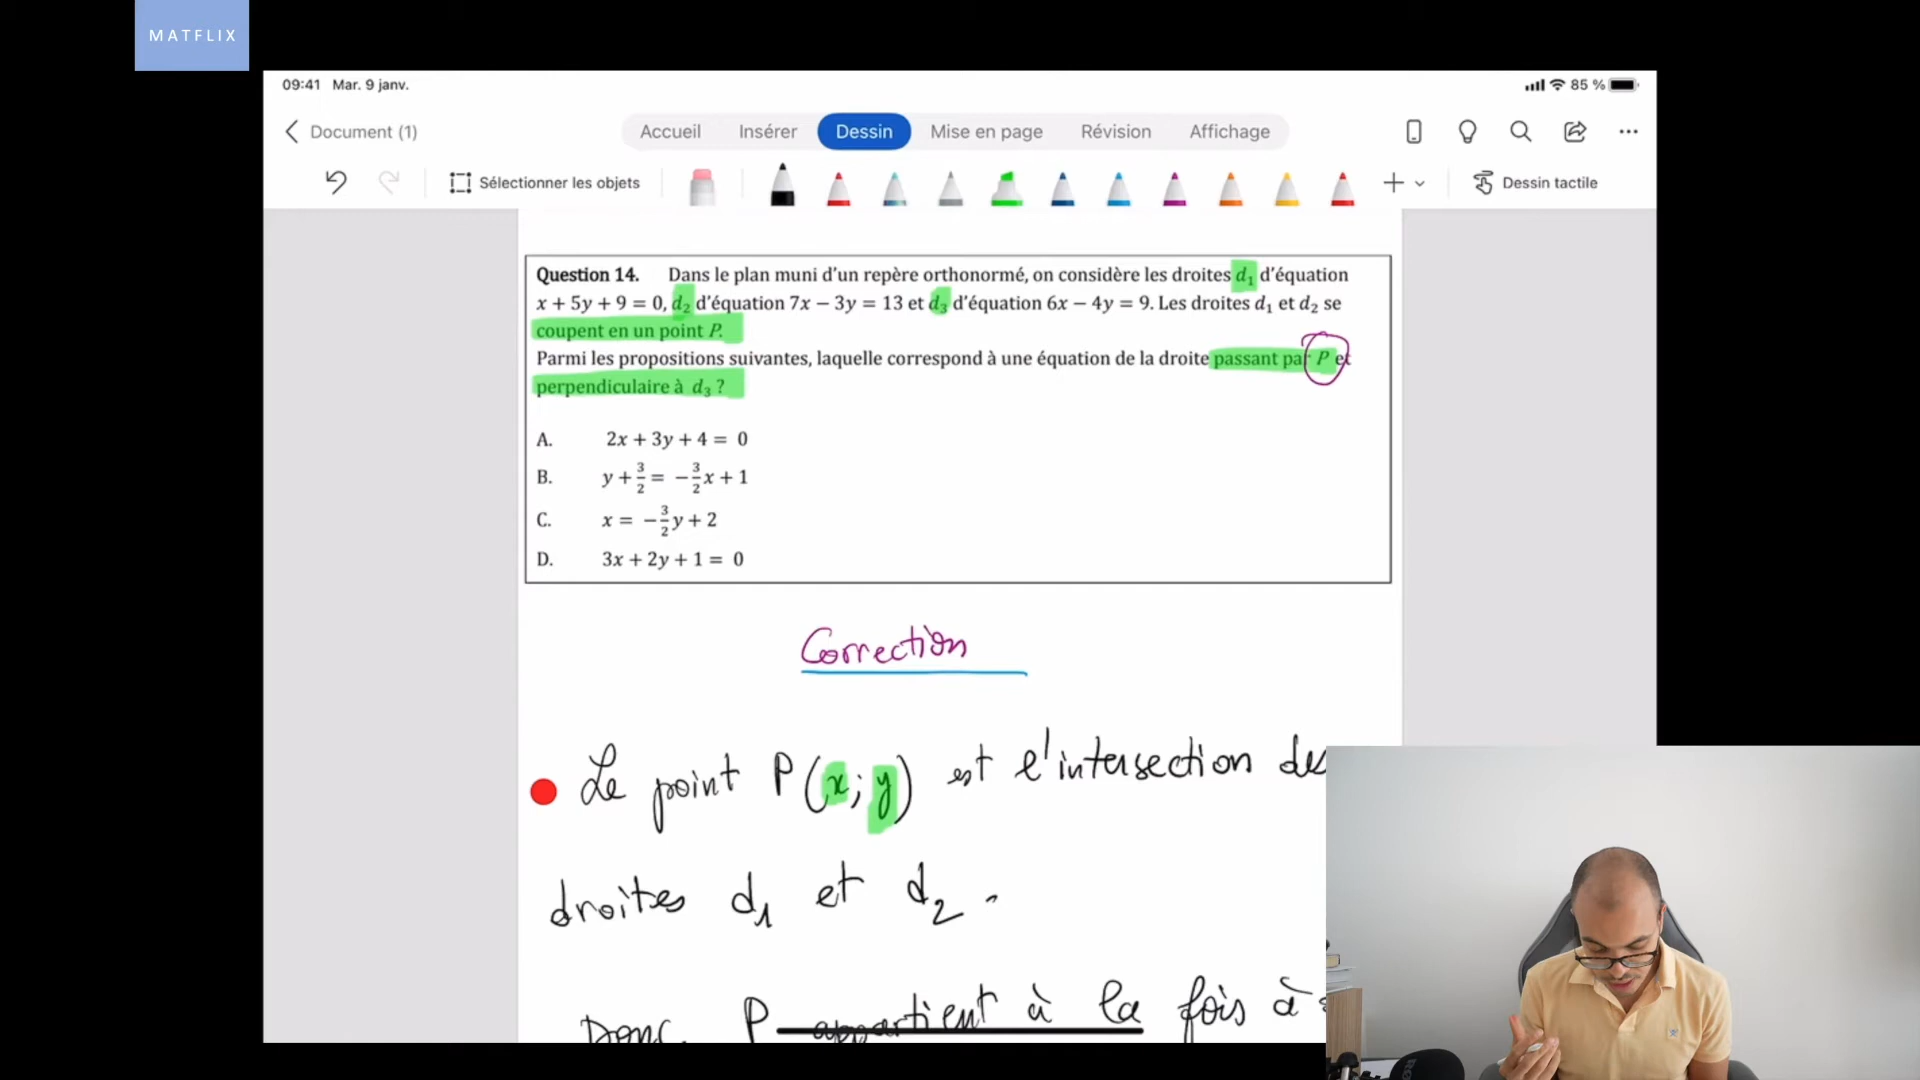 MATFLIX
09:41 Mar. 9 janv.
85 %
Document (1)
Accueil Insérer Dessin Mise en page Révision Affichage
Sélectionner les objets
Dessin tactile
Question 14. Dans le plan muni d'un repère orthonormé, on considère les droites d₁ d'équation
x + 5y + 9 = 0, d₂ d'équation 7x − 3y = 13 et d₃ d'équation 6x − 4y = 9. Les droites d₁ et d₂ se
coupent en un point P.
Parmi les propositions suivantes, laquelle correspond à une équation de la droite passant par P et
perpendiculaire à d₃ ?
A. 2x + 3y + 4 = 0
B. y + 3/2 = −3/2 x + 1
C. x = −3/2 y + 2
D. 3x + 2y + 1 = 0
Correction
Le point P(x; y) est l'intersection des
droites d₁ et d₂.
Donc P appartient à la fois à